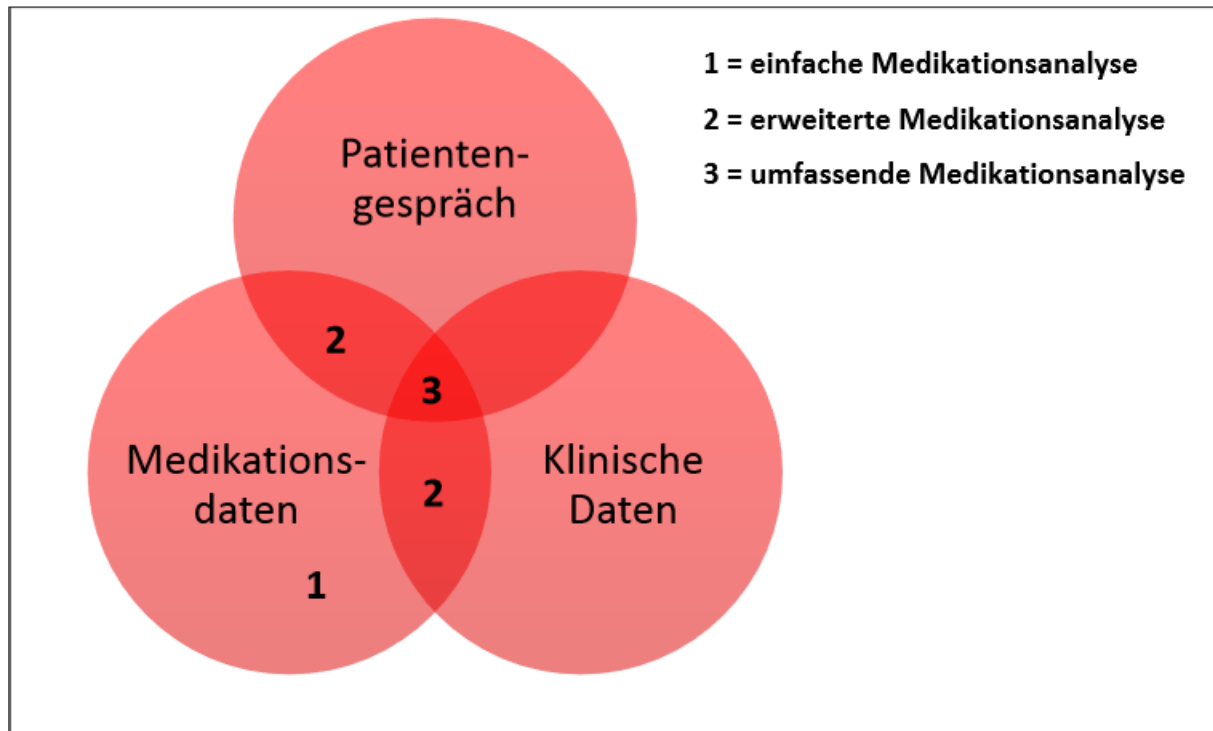 1 = einfache Medikationsanalyse
2 = erweiterte Medikationsanalyse
3 = umfassende Medikationsanalyse
Patienten-
gespräch
2
3
Medikations-
daten
Klinische
Daten
2
1